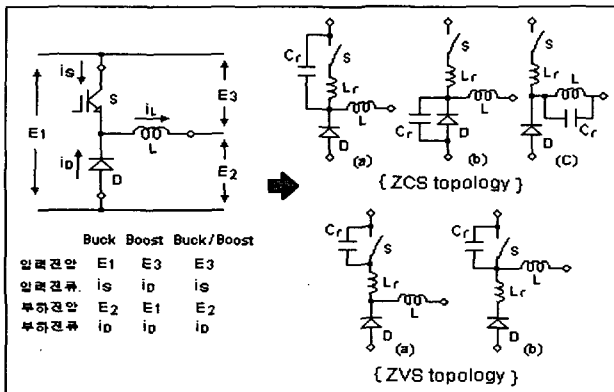 iS
S
E1
iL
L
E3
E2
iD
D
Buck Boost Buck/Boost
입력전압 E1 E3 E3
입력전류. iS iD iS
부하전압 E2 E1 E2
부하전류 iD iD iD
Cr S Lr L D (a)
S Lr L Cr D (b)
S Lr L Cr D (C)
{ ZCS topology }
Cr S Lr L D (a)
Cr S L Lr D (b)
{ ZVS topology }